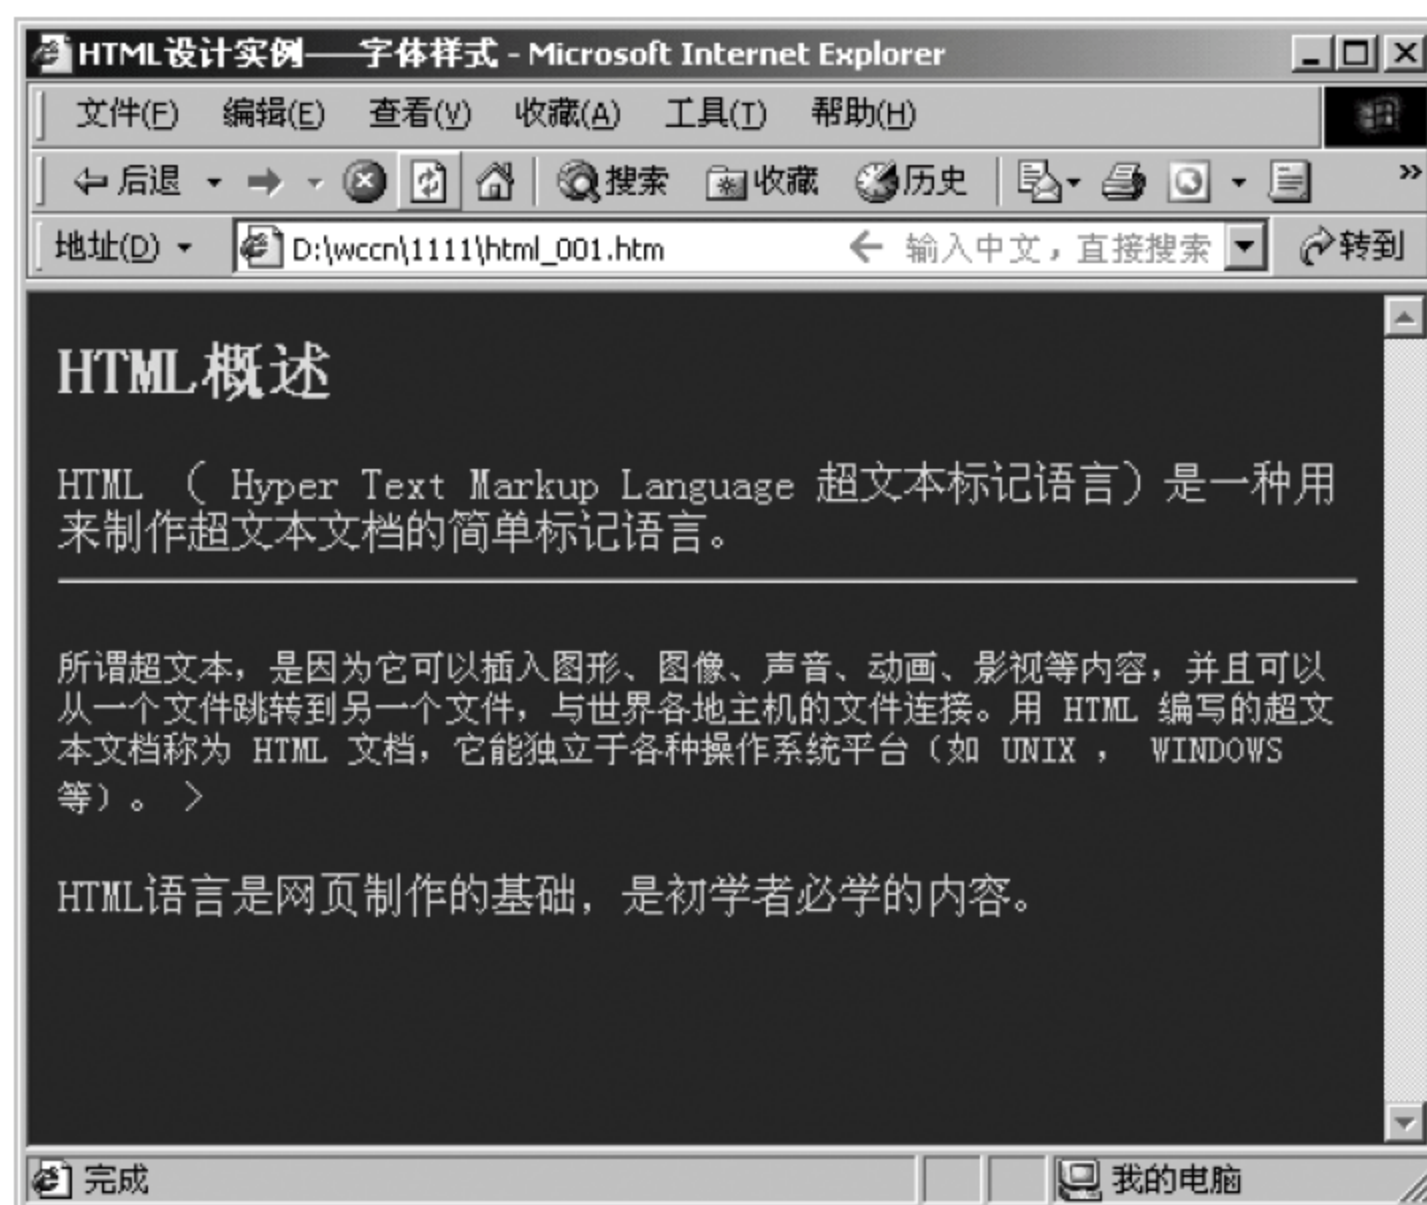 HTML设计实例——字体样式 - Microsoft Internet Explorer
文件(F) 编辑(E) 查看(V) 收藏(A) 工具(T) 帮助(H)
后退 搜索 收藏 历史 »
地址(D) D:\wccn\1111\html_001.htm 输入中文，直接搜索 转到
HTML概述
HTML （ Hyper Text Markup Language 超文本标记语言）是一种用
来制作超文本文档的简单标记语言。
所谓超文本，是因为它可以插入图形、图像、声音、动画、影视等内容，并且可以
从一个文件跳转到另一个文件，与世界各地主机的文件连接。用 HTML 编写的超文
本文档称为 HTML 文档，它能独立于各种操作系统平台（如 UNIX ， WINDOWS
等）。 >
HTML语言是网页制作的基础，是初学者必学的内容。
完成 我的电脑